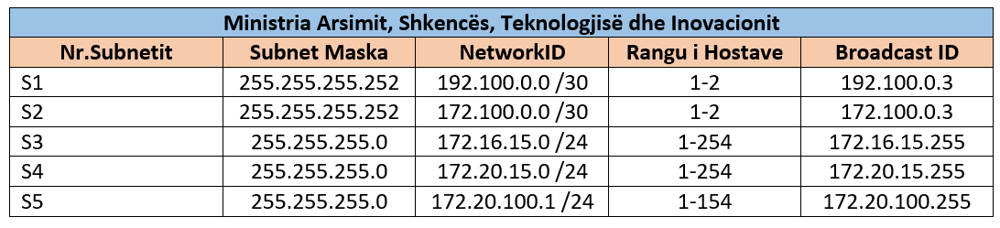 Ministria Arsimit, Shkencës, Teknologjisë dhe Inovacionit
Nr.Subnetit Subnet Maska NetworkID Rangu i Hostave Broadcast ID
S1 255.255.255.252 192.100.0.0 /30 1-2 192.100.0.3
S2 255.255.255.252 172.100.0.0 /30 1-2 172.100.0.3
S3 255.255.255.0 172.16.15.0 /24 1-254 172.16.15.255
S4 255.255.255.0 172.20.15.0 /24 1-254 172.20.15.255
S5 255.255.255.0 172.20.100.1 /24 1-154 172.20.100.255